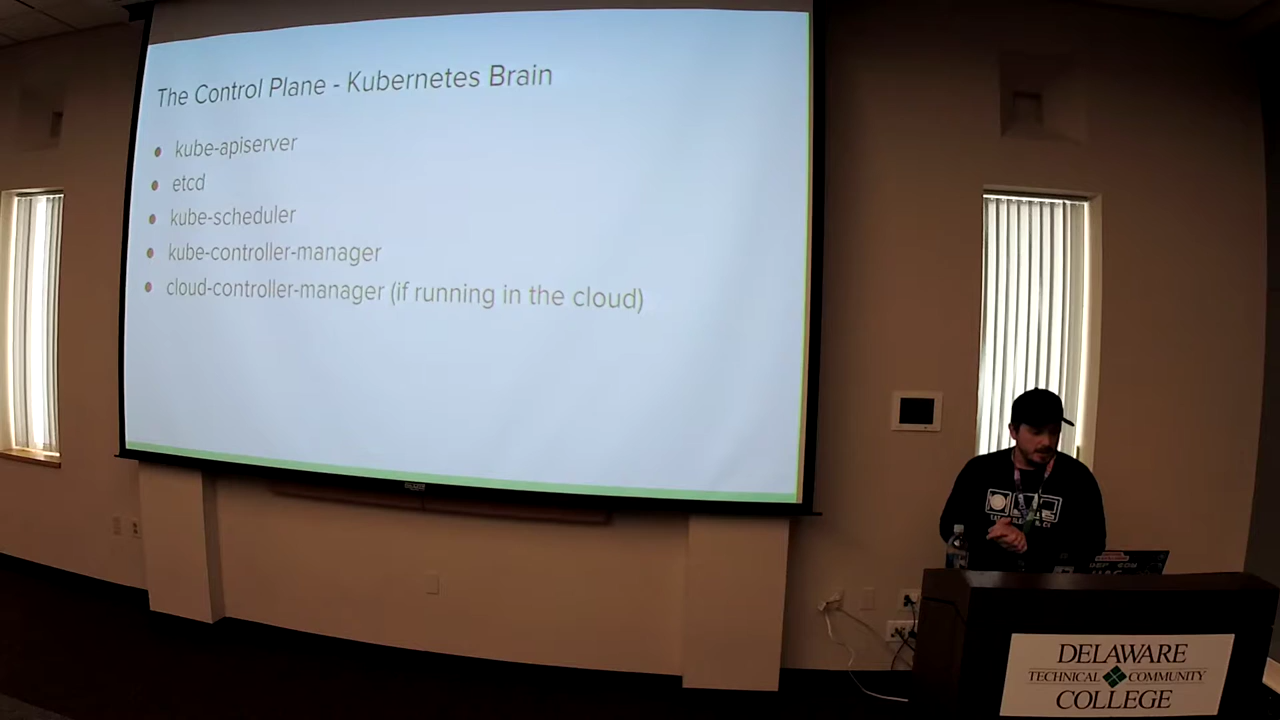 The Control Plane - Kubernetes Brain
kube-apiserver
etcd
kube-scheduler
kube-controller-manager
cloud-controller-manager (if running in the cloud)
DELAWARE
TECHNICAL COMMUNITY
COLLEGE